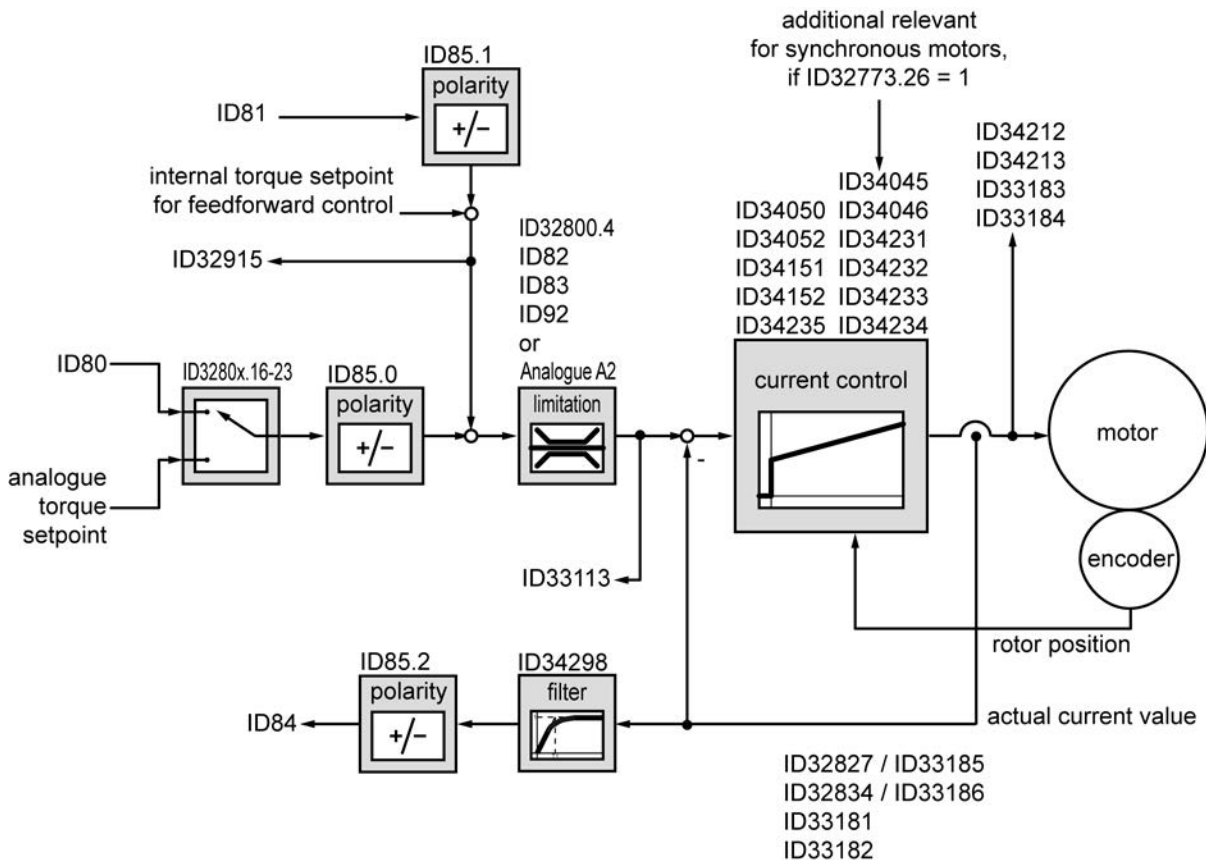 additional relevant
for synchronous motors,
if ID32773.26 = 1
ID85.1
polarity
+/−
ID81
internal torque setpoint
for feedforward control
ID32915
ID32800.4
ID82
ID83
ID92
or
Analogue A2
limitation
ID34050
ID34052
ID34151
ID34152
ID34235
ID34045
ID34046
ID34231
ID34232
ID34233
ID34234
ID34212
ID34213
ID33183
ID33184
ID80
ID3280x.16-23
ID85.0
polarity
+/−
analogue
torque
setpoint
-
current control
motor
encoder
rotor position
ID33113
ID85.2
polarity
+/−
ID34298
filter
ID84
actual current value
ID32827 / ID33185
ID32834 / ID33186
ID33181
ID33182